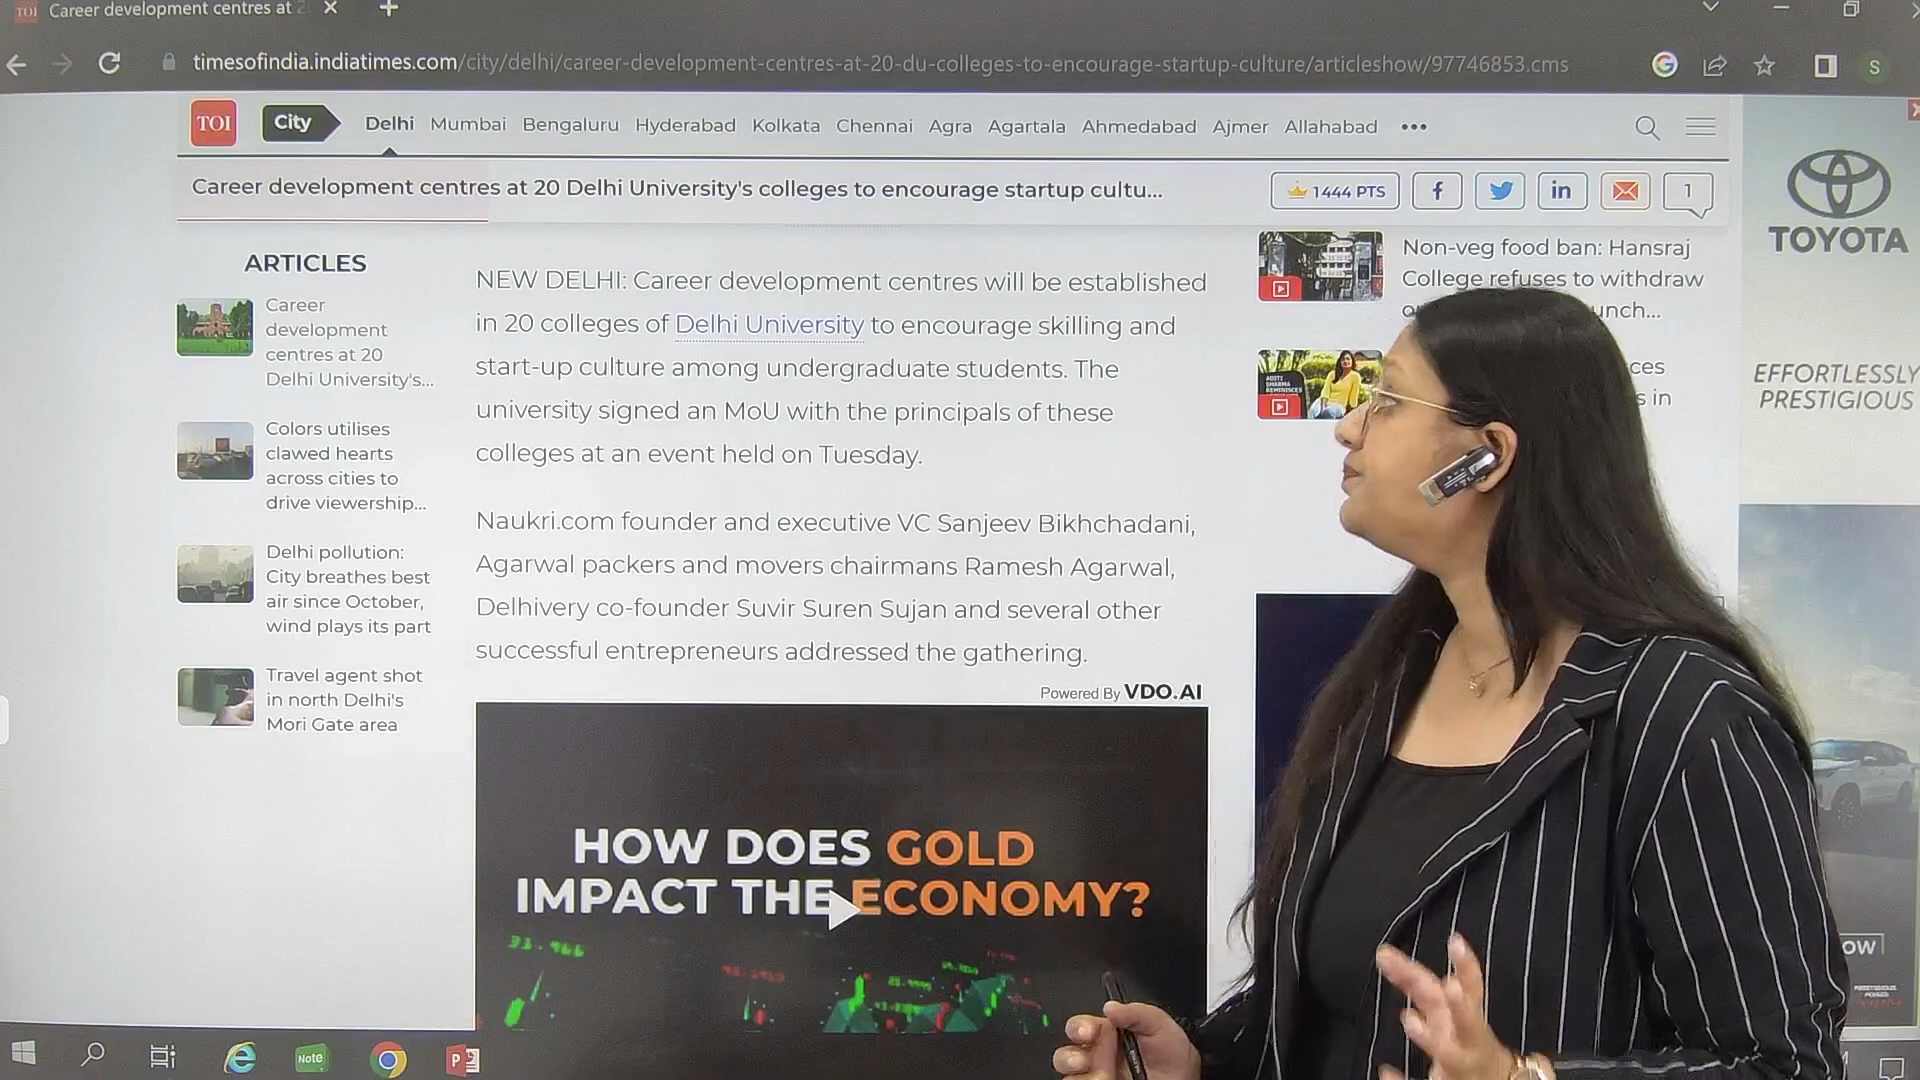 TOI Career development centres at 2
timesofindia.indiatimes.com/city/delhi/career-development-centres-at-20-du-colleges-to-encourage-startup-culture/articleshow/97746853.cms
S
TOI City Delhi Mumbai Bengaluru Hyderabad Kolkata Chennai Agra Agartala Ahmedabad Ajmer Allahabad
Career development centres at 20 Delhi University's colleges to encourage startup cultu...
1444 PTS
1
ARTICLES
Career
development
centres at 20
Delhi University's...
Colors utilises
clawed hearts
across cities to
drive viewership...
Delhi pollution:
City breathes best
air since October,
wind plays its part
Travel agent shot
in north Delhi's
Mori Gate area
NEW DELHI: Career development centres will be established
in 20 colleges of Delhi University to encourage skilling and
start-up culture among undergraduate students. The
university signed an MoU with the principals of these
colleges at an event held on Tuesday.
Naukri.com founder and executive VC Sanjeev Bikhchadani,
Agarwal packers and movers chairmans Ramesh Agarwal,
Delhivery co-founder Suvir Suren Sujan and several other
successful entrepreneurs addressed the gathering.
Powered By VDO.AI
HOW DOES GOLD
IMPACT THE ECONOMY?
33.966
Non-veg food ban: Hansraj
College refuses to withdraw
unch...
ADITI
SHARMA
REMINISCES
ces
s in
TOYOTA
EFFORTLESSLY
PRESTIGIOUS
OW
Note